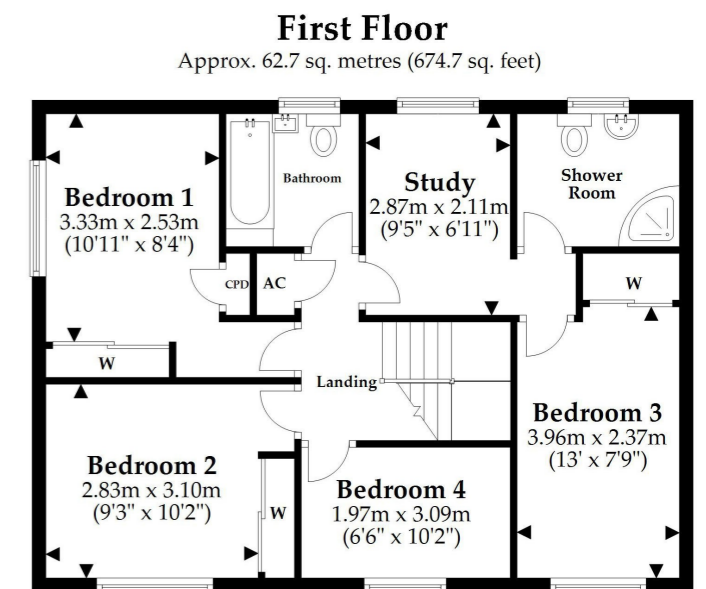 First Floor
Approx. 62.7 sq. metres (674.7 sq. feet)
Bedroom 1
3.33m x 2.53m
(10'11" x 8'4")
Bathroom
Study
2.87m x 2.11m
(9'5" x 6'11")
Shower
Room
CPD
AC
W
W
Landing
Bedroom 2
2.83m x 3.10m
(9'3" x 10'2")
W
Bedroom 4
1.97m x 3.09m
(6'6" x 10'2")
Bedroom 3
3.96m x 2.37m
(13' x 7'9")